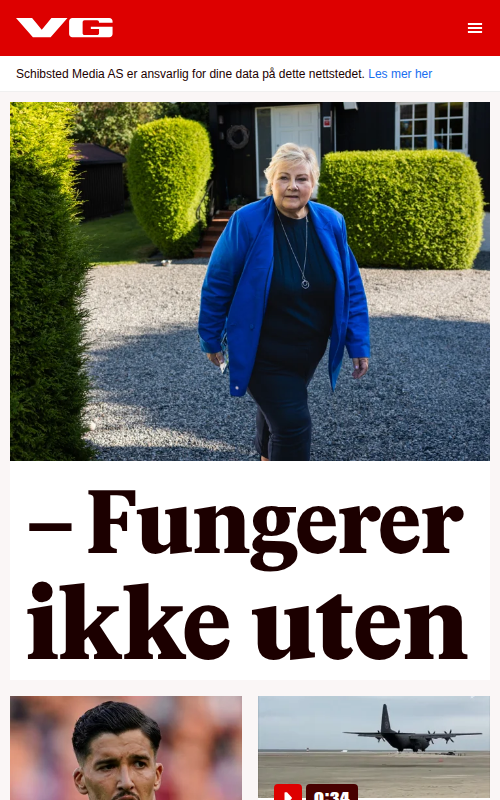 VG
Schibsted Media AS er ansvarlig for dine data på dette nettstedet. Les mer her
– Fungerer
ikke uten
0:34